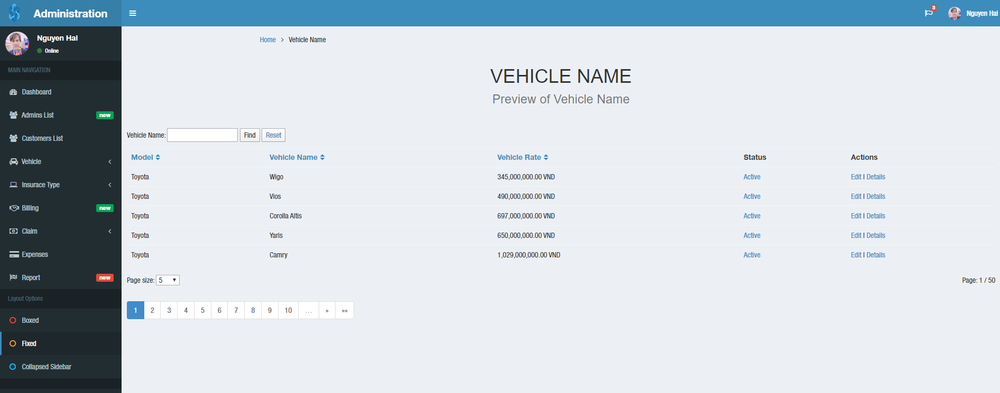 Administration
3
Nguyen Hai
Nguyen Hai
Online
MAIN NAVIGATION
Dashboard
Admins List new
Customers List
Vehicle
Insurace Type
Billing new
Claim
Expenses
Report new
Layout Options
Boxed
Fixed
Collapsed Sidebar
Home > Vehicle Name
VEHICLE NAME
Preview of Vehicle Name
Vehicle Name: Find Reset
Model Vehicle Name Vehicle Rate Status Actions
Toyota Wigo 345,000,000.00 VND Active Edit | Details
Toyota Vios 490,000,000.00 VND Active Edit | Details
Toyota Corolla Altis 697,000,000.00 VND Active Edit | Details
Toyota Yaris 650,000,000.00 VND Active Edit | Details
Toyota Camry 1,029,000,000.00 VND Active Edit | Details
Page size: 5 Page: 1 / 50
1 2 3 4 5 6 7 8 9 10 … » »»